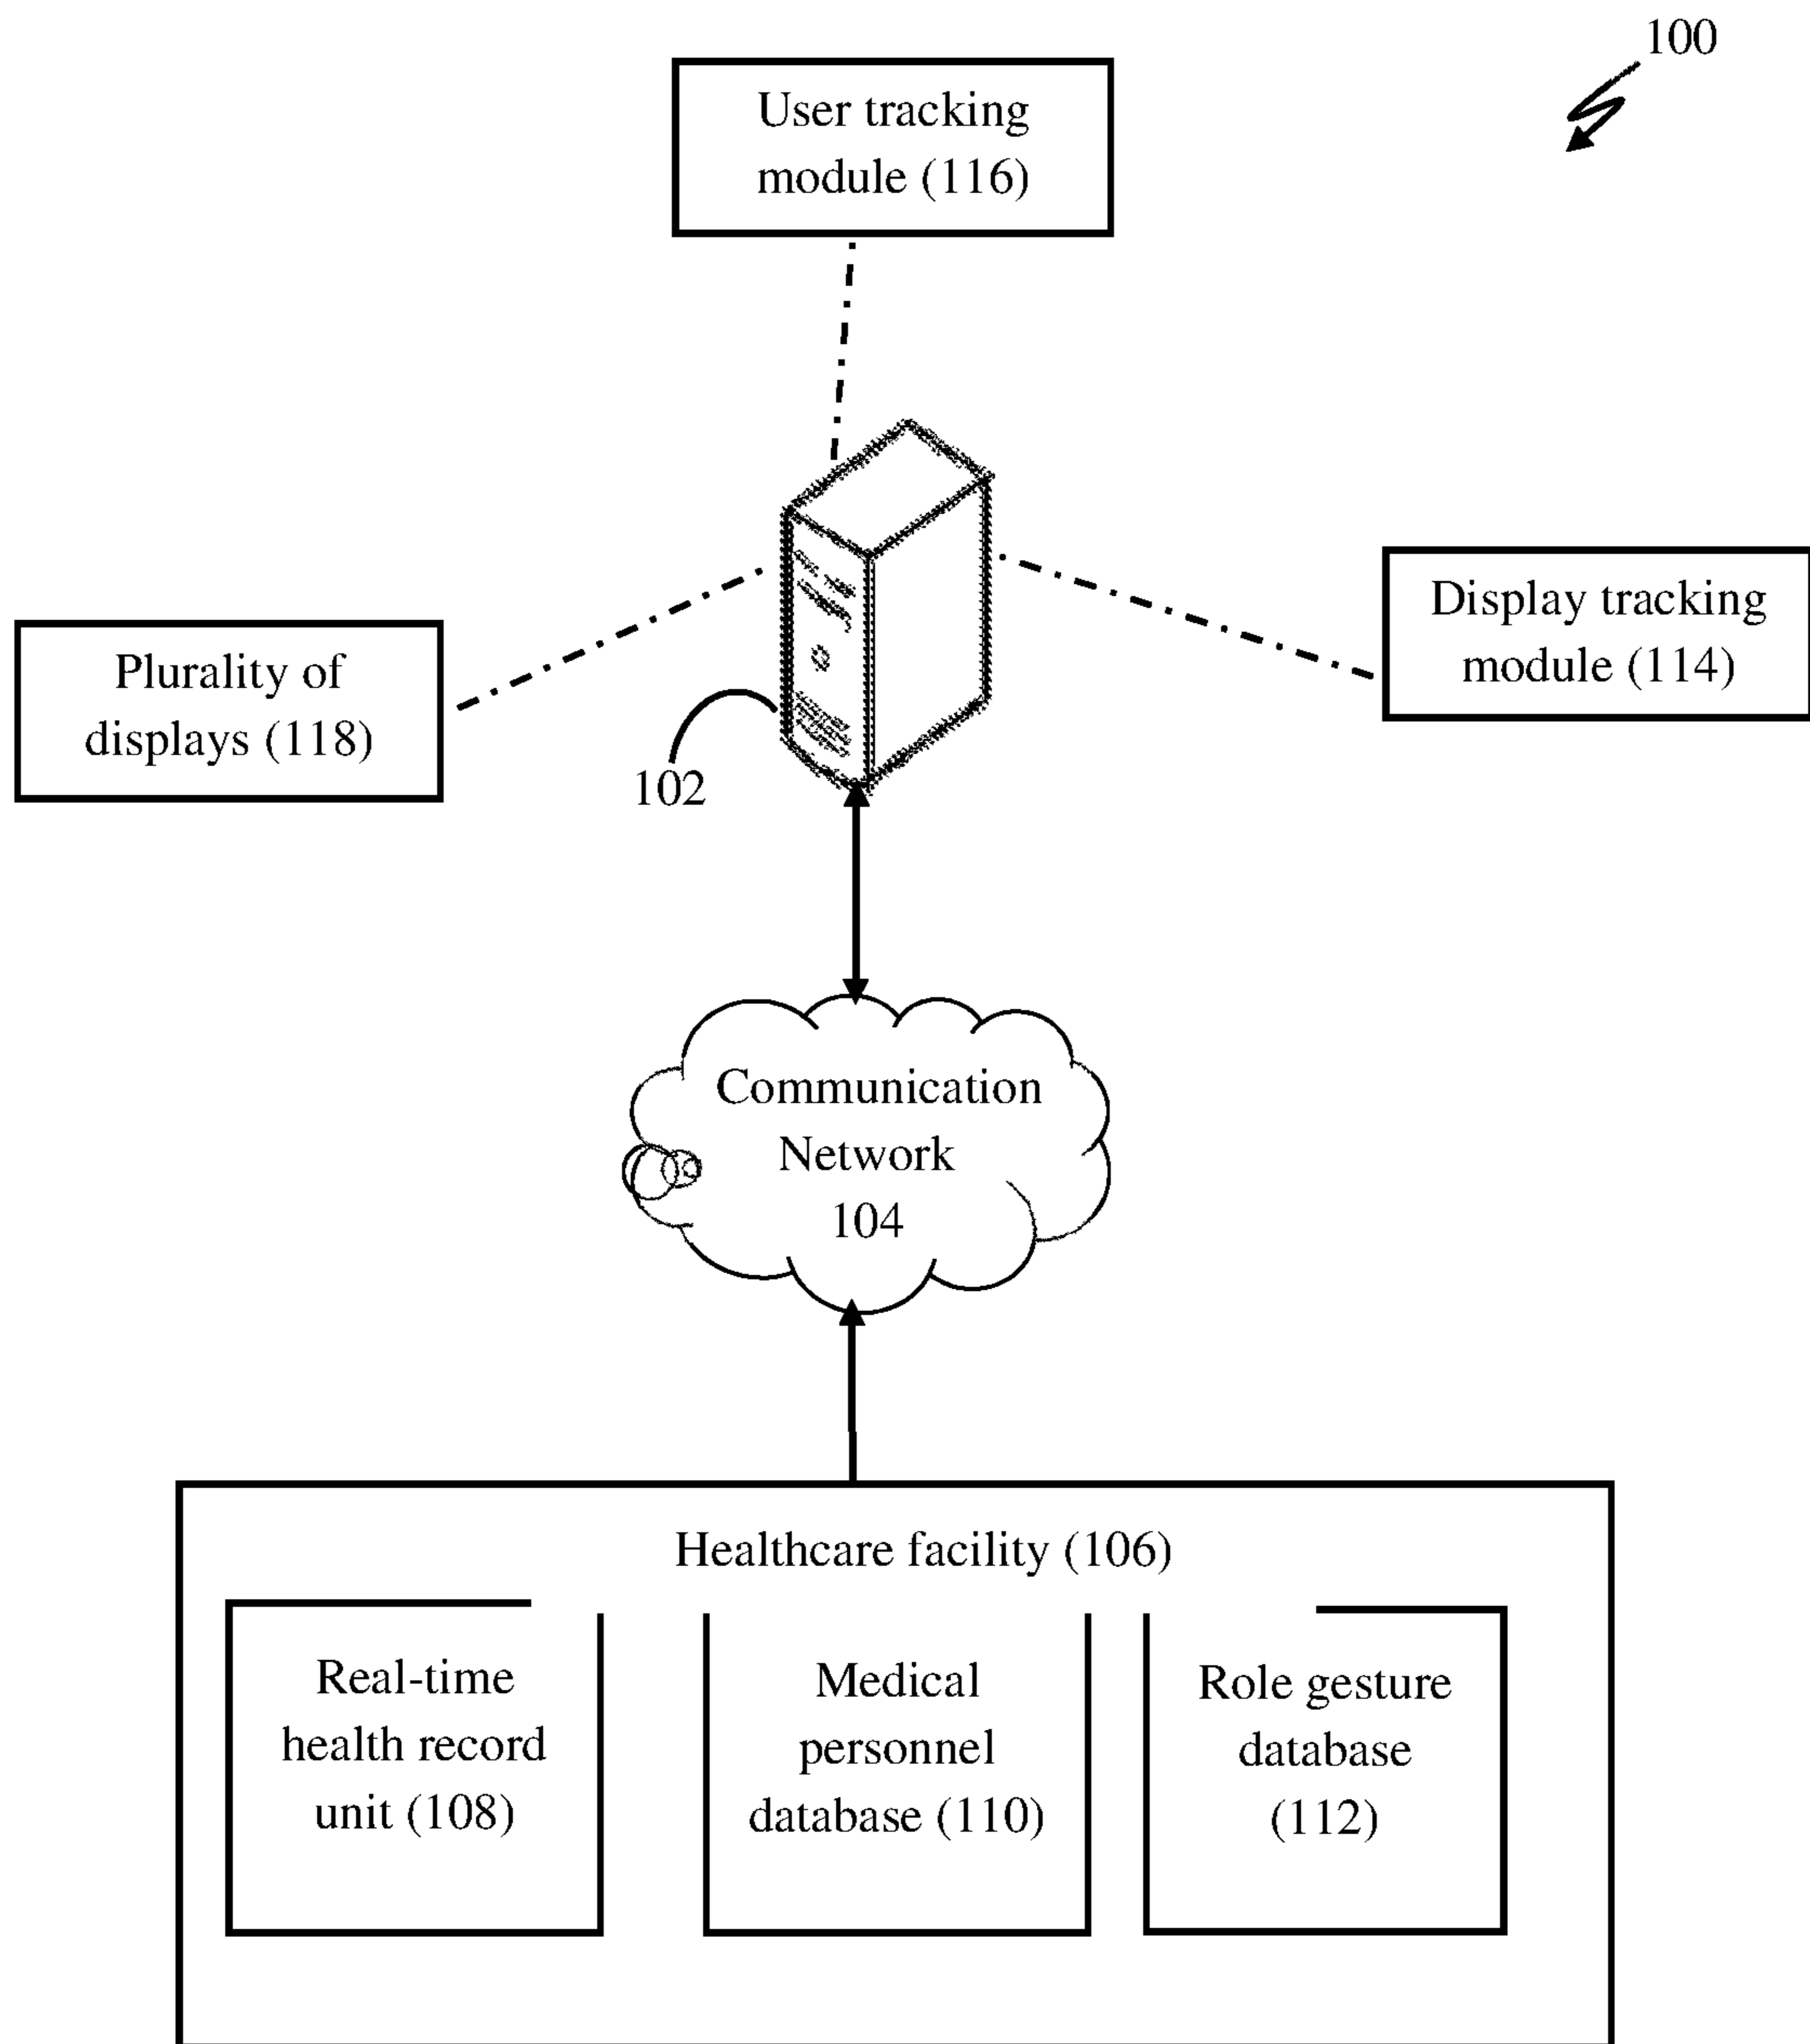 100
User tracking
module (116)
Display tracking
module (114)
Plurality of
displays (118)
102
Communication
Network
104
Healthcare facility (106)
Real-time
health record
unit (108)
Medical
personnel
database (110)
Role gesture
database
(112)